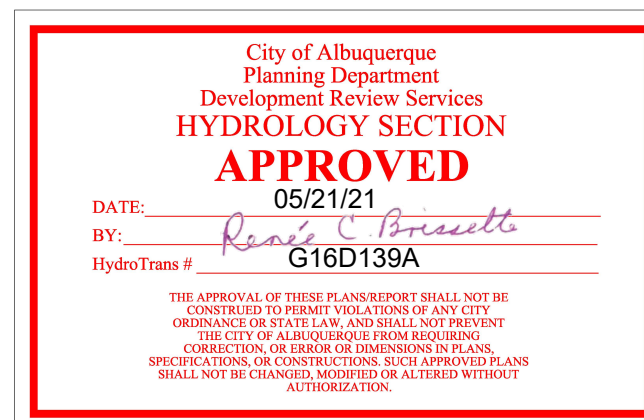 City of Albuquerque
Planning Department
Development Review Services
HYDROLOGY SECTION
APPROVED
DATE: 05/21/21
BY: Renée C. Brissette
HydroTrans # G16D139A
THE APPROVAL OF THESE PLANS/REPORT SHALL NOT BE
CONSTRUED TO PERMIT VIOLATIONS OF ANY CITY
ORDINANCE OR STATE LAW, AND SHALL NOT PREVENT
THE CITY OF ALBUQUERQUE FROM REQUIRING
CORRECTION, OR ERROR OR DIMENSIONS IN PLANS,
SPECIFICATIONS, OR CONSTRUCTIONS. SUCH APPROVED PLANS
SHALL NOT BE CHANGED, MODIFIED OR ALTERED WITHOUT
AUTHORIZATION.